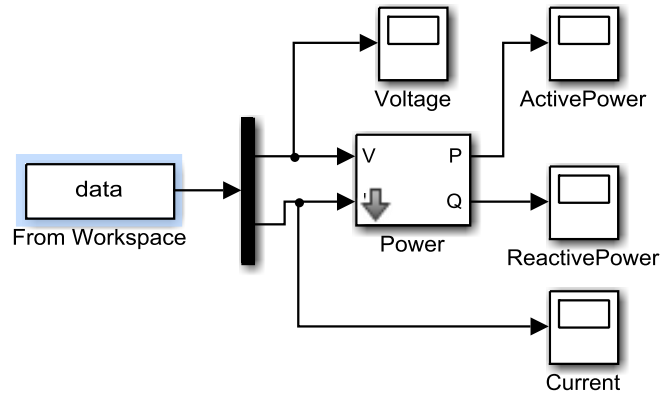 Voltage
ActivePower
data
From Workspace
V
P
Q
Power
ReactivePower
Current